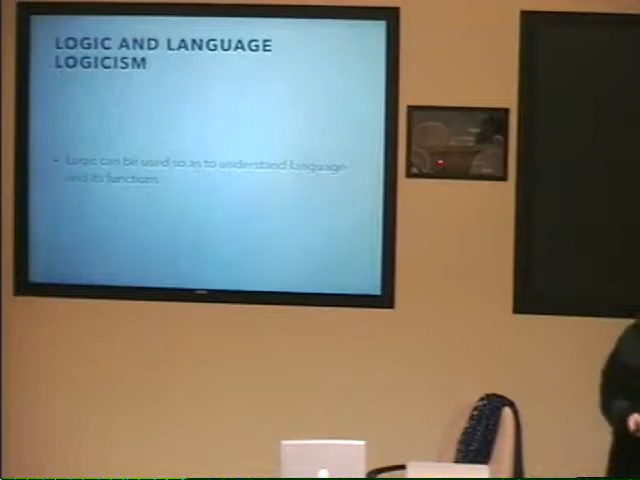 LOGIC AND LANGUAGE
LOGICISM
• Logic can be used so as to understand language
and its functions